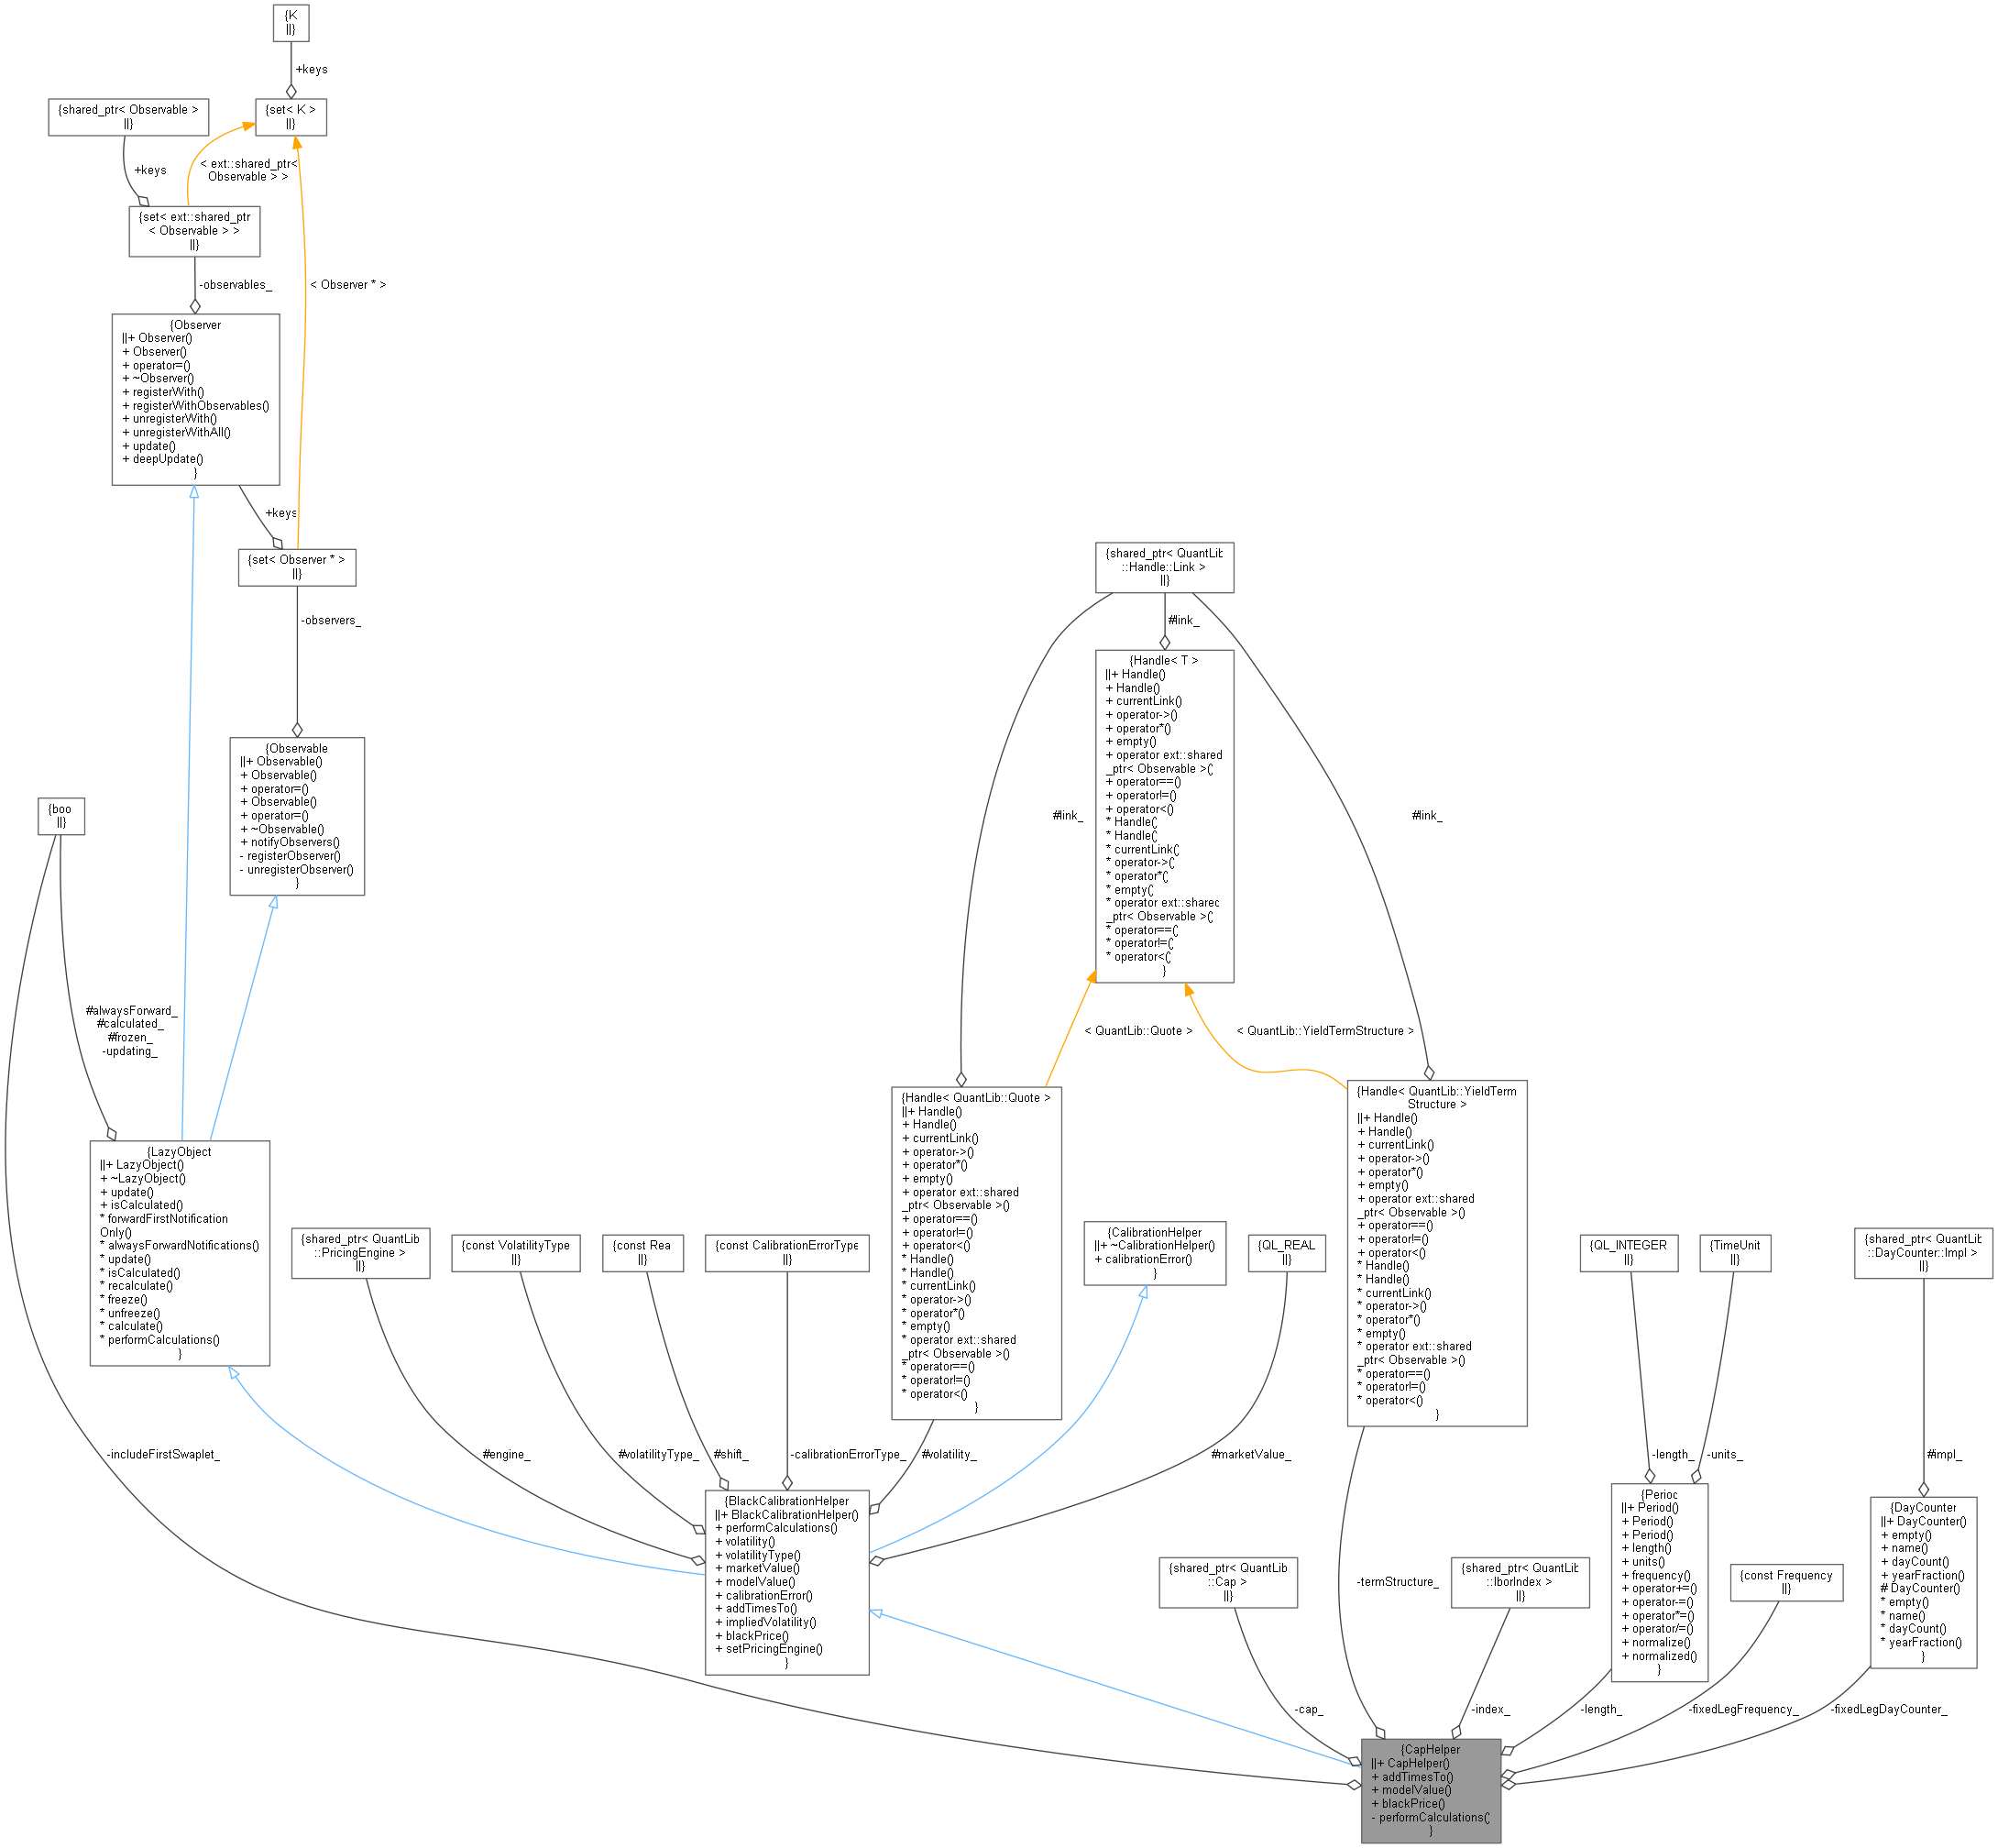 {K
||}
+keys
{shared_ptr< Observable >
||}
{set< K >
||}
+keys
< ext::shared_ptr<
Observable > >
{set< ext::shared_ptr
< Observable > >
||}
-observables_
< Observer * >
{Observer
||+ Observer()
+ Observer()
+ operator=()
+ ~Observer()
+ registerWith()
+ registerWithObservables()
+ unregisterWith()
+ unregisterWithAll()
+ update()
+ deepUpdate()
}
+keys
{set< Observer * >
||}
-observers_
{shared_ptr< QuantLib
::Handle::Link >
||}
#link_
{Handle< T >
||+ Handle()
+ Handle()
+ currentLink()
+ operator->()
+ operator*()
+ empty()
+ operator ext::shared
_ptr< Observable >()
+ operator==()
+ operator!=()
+ operator<()
* Handle()
* Handle()
* currentLink()
* operator->()
* operator*()
* empty()
* operator ext::shared
_ptr< Observable >()
* operator==()
* operator!=()
* operator<()
}
{Observable
||+ Observable()
+ Observable()
+ operator=()
+ Observable()
+ operator=()
+ ~Observable()
+ notifyObservers()
- registerObserver()
- unregisterObserver()
}
{boo
||}
#link_
#link_
#alwaysForward_
#calculated_
#frozen_
-updating_
< QuantLib::Quote >
< QuantLib::YieldTermStructure >
{LazyObject
||+ LazyObject()
+ ~LazyObject()
+ update()
+ isCalculated()
* forwardFirstNotification
Only()
* alwaysForwardNotifications()
* update()
* isCalculated()
* recalculate()
* freeze()
* unfreeze()
* calculate()
* performCalculations()
}
{shared_ptr< QuantLib
::PricingEngine >
||}
{const VolatilityType
||}
{const Rea
||}
{const CalibrationErrorType
||}
{Handle< QuantLib::Quote >
||+ Handle()
+ Handle()
+ currentLink()
+ operator->()
+ operator*()
+ empty()
+ operator ext::shared
_ptr< Observable >()
+ operator==()
+ operator!=()
+ operator<()
* Handle()
* Handle()
* currentLink()
* operator->()
* operator*()
* empty()
* operator ext::shared
_ptr< Observable >()
* operator==()
* operator!=()
* operator<()
}
{CalibrationHelper
||+ ~CalibrationHelper()
+ calibrationError()
}
{QL_REAL
||}
{Handle< QuantLib::YieldTerm
Structure >
||+ Handle()
+ Handle()
+ currentLink()
+ operator->()
+ operator*()
+ empty()
+ operator ext::shared
_ptr< Observable >()
+ operator==()
+ operator!=()
+ operator<()
* Handle()
* Handle()
* currentLink()
* operator->()
* operator*()
* empty()
* operator ext::shared
_ptr< Observable >()
* operator==()
* operator!=()
* operator<()
}
{QL_INTEGER
||}
{TimeUnit
||}
{shared_ptr< QuantLib
::DayCounter::Impl >
||}
-includeFirstSwaplet_
#engine_
#volatilityType_
#shift_
-calibrationErrorType_
#volatility_
#marketValue_
-length_
-units_
#impl_
{BlackCalibrationHelper
||+ BlackCalibrationHelper()
+ performCalculations()
+ volatility()
+ volatilityType()
+ marketValue()
+ modelValue()
+ calibrationError()
+ addTimesTo()
+ impliedVolatility()
+ blackPrice()
+ setPricingEngine()
}
{shared_ptr< QuantLib
::Cap >
||}
-termStructure_
{shared_ptr< QuantLib
::IborIndex >
||}
{Perioc
||+ Period()
+ Period()
+ Period()
+ length()
+ units()
+ frequency()
+ operator+=()
+ operator-=()
+ operator*=()
+ operator/=()
+ normalize()
+ normalized()
}
{const Frequency
||}
{DayCounter
||+ DayCounter()
+ empty()
+ name()
+ dayCount()
+ yearFraction()
# DayCounter()
* empty()
* name()
* dayCount()
* yearFraction()
}
-cap_
-index_
-length_
-fixedLegFrequency_
-fixedLegDayCounter_
{CapHelper
||+ CapHelper()
+ addTimesTo()
+ modelValue()
+ blackPrice()
- performCalculations()
}